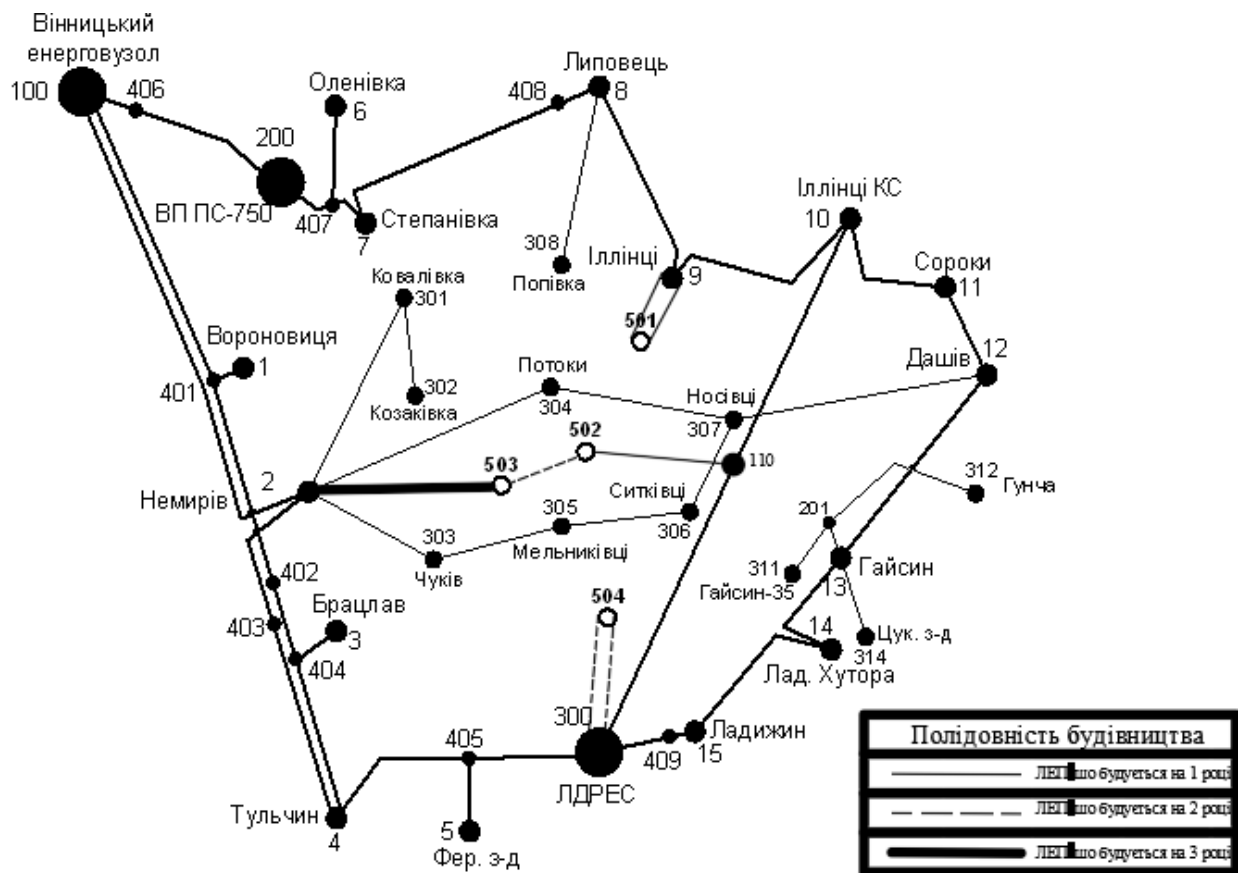 Вінницький
енерговузол
100
406
Оленівка
6
200
407
ВП ПС-750
Степанівка
7
408
Липовець
8
308
Попівка
Іллінці
9
501
Іллінці КС
10
Сороки
11
12
Дашів
Ковалівка
301
302
Козаківка
Вороновиця
1
401
Потоки
304
Носівці
307
502
503
110
2
Немирів
Ситківці
306
305
Мельниківці
303
Чуків
312
Гунча
201
311
Гайсин-35
Гайсин
13
402
Брацлав
403
3
404
504
14
Цук. з-д
314
Лад. Хутора
300
Ладижин
409
15
405
ЛДРЕС
Тульчин
4
5
Фер. з-д
Полідовність будівництва
ЛЕП шо будується на 1 році
ЛЕП шо будується на 2 році
ЛЕП шо будується на 3 році